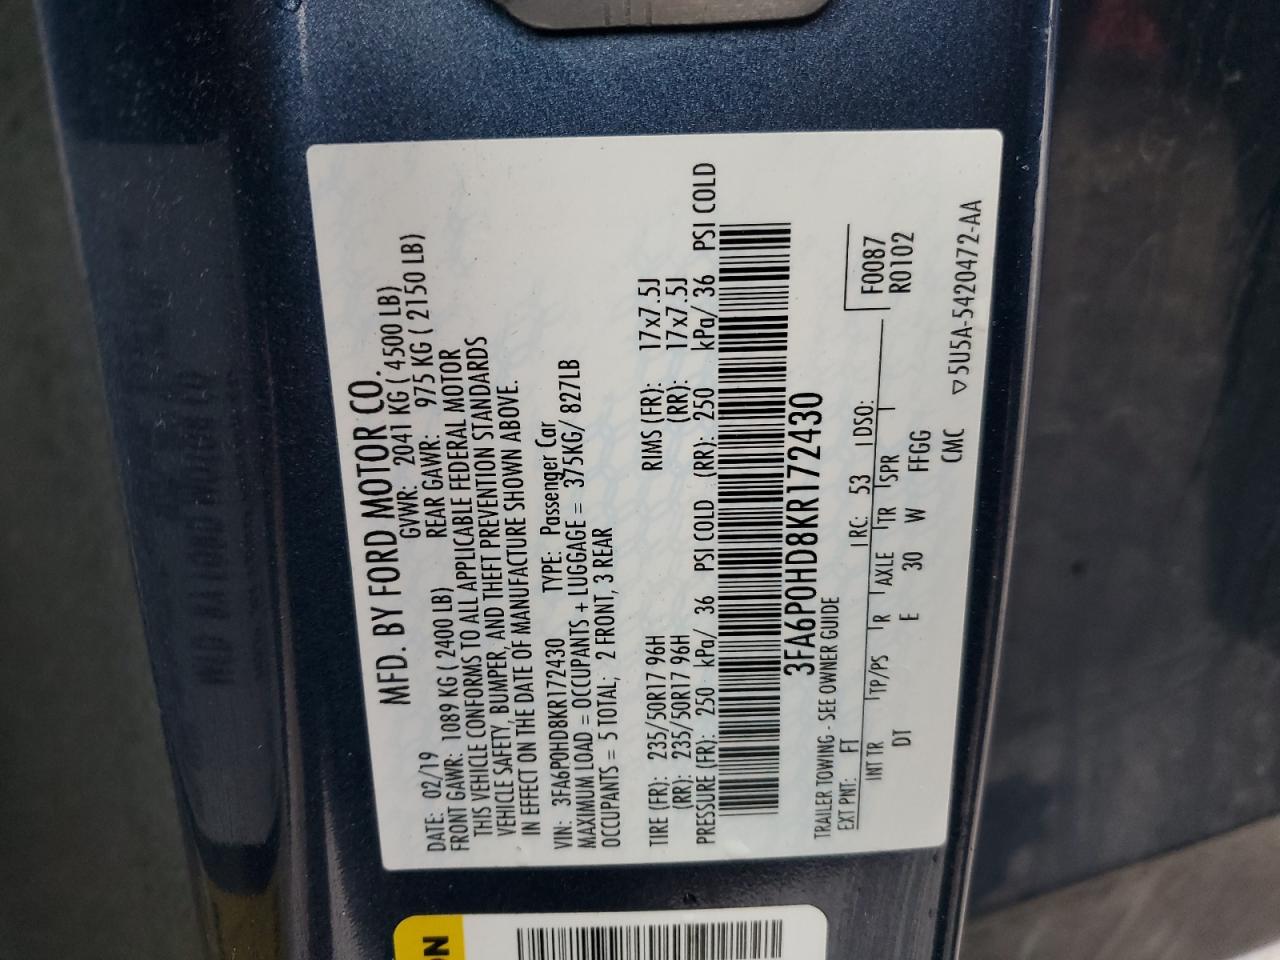 MFD. BY FORD MOTOR CO.
DATE: 02/19 GVWR: 2041 KG ( 4500 LB)
FRONT GAWR: 1089 KG ( 2400 LB) REAR GAWR: 975 KG ( 2150 LB)
THIS VEHICLE CONFORMS TO ALL APPLICABLE FEDERAL MOTOR
VEHICLE SAFETY, BUMPER, AND THEFT PREVENTION STANDARDS
IN EFFECT ON THE DATE OF MANUFACTURE SHOWN ABOVE.
VIN: 3FA6P0HD8KR172430 TYPE: Passenger Car
MAXIMUM LOAD = OCCUPANTS + LUGGAGE = 375KG/ 827LB
OCCUPANTS = 5 TOTAL; 2 FRONT, 3 REAR
TIRE (FR): 235/50R17 96H RIMS (FR): 17x7.5J
(RR): 235/50R17 96H (RR): 17x7.5J
PRESSURE (FR): 250 kPa/ 36 PSI COLD (RR): 250 kPa/ 36 PSI COLD
3FA6P0HD8KR172430
TRAILER TOWING - SEE OWNER GUIDE
EXT PNT: FT RC: 53 DSO: F0087
R0102
INT TR TP/PS R AXLE TR SPR
DT E 30 W FFGG
CMC
▽5U5A-5420472-AA
ON